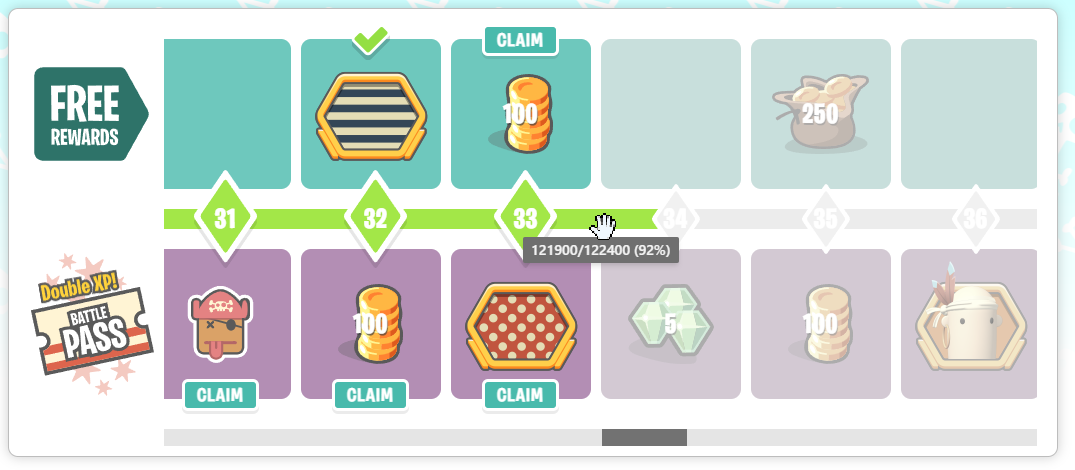 CLAIM
FREE
REWARDS
100
250
31
32
33
34
35
36
121900/122400 (92%)
Double XP!
BATTLE
PASS
100
5
100
CLAIM
CLAIM
CLAIM